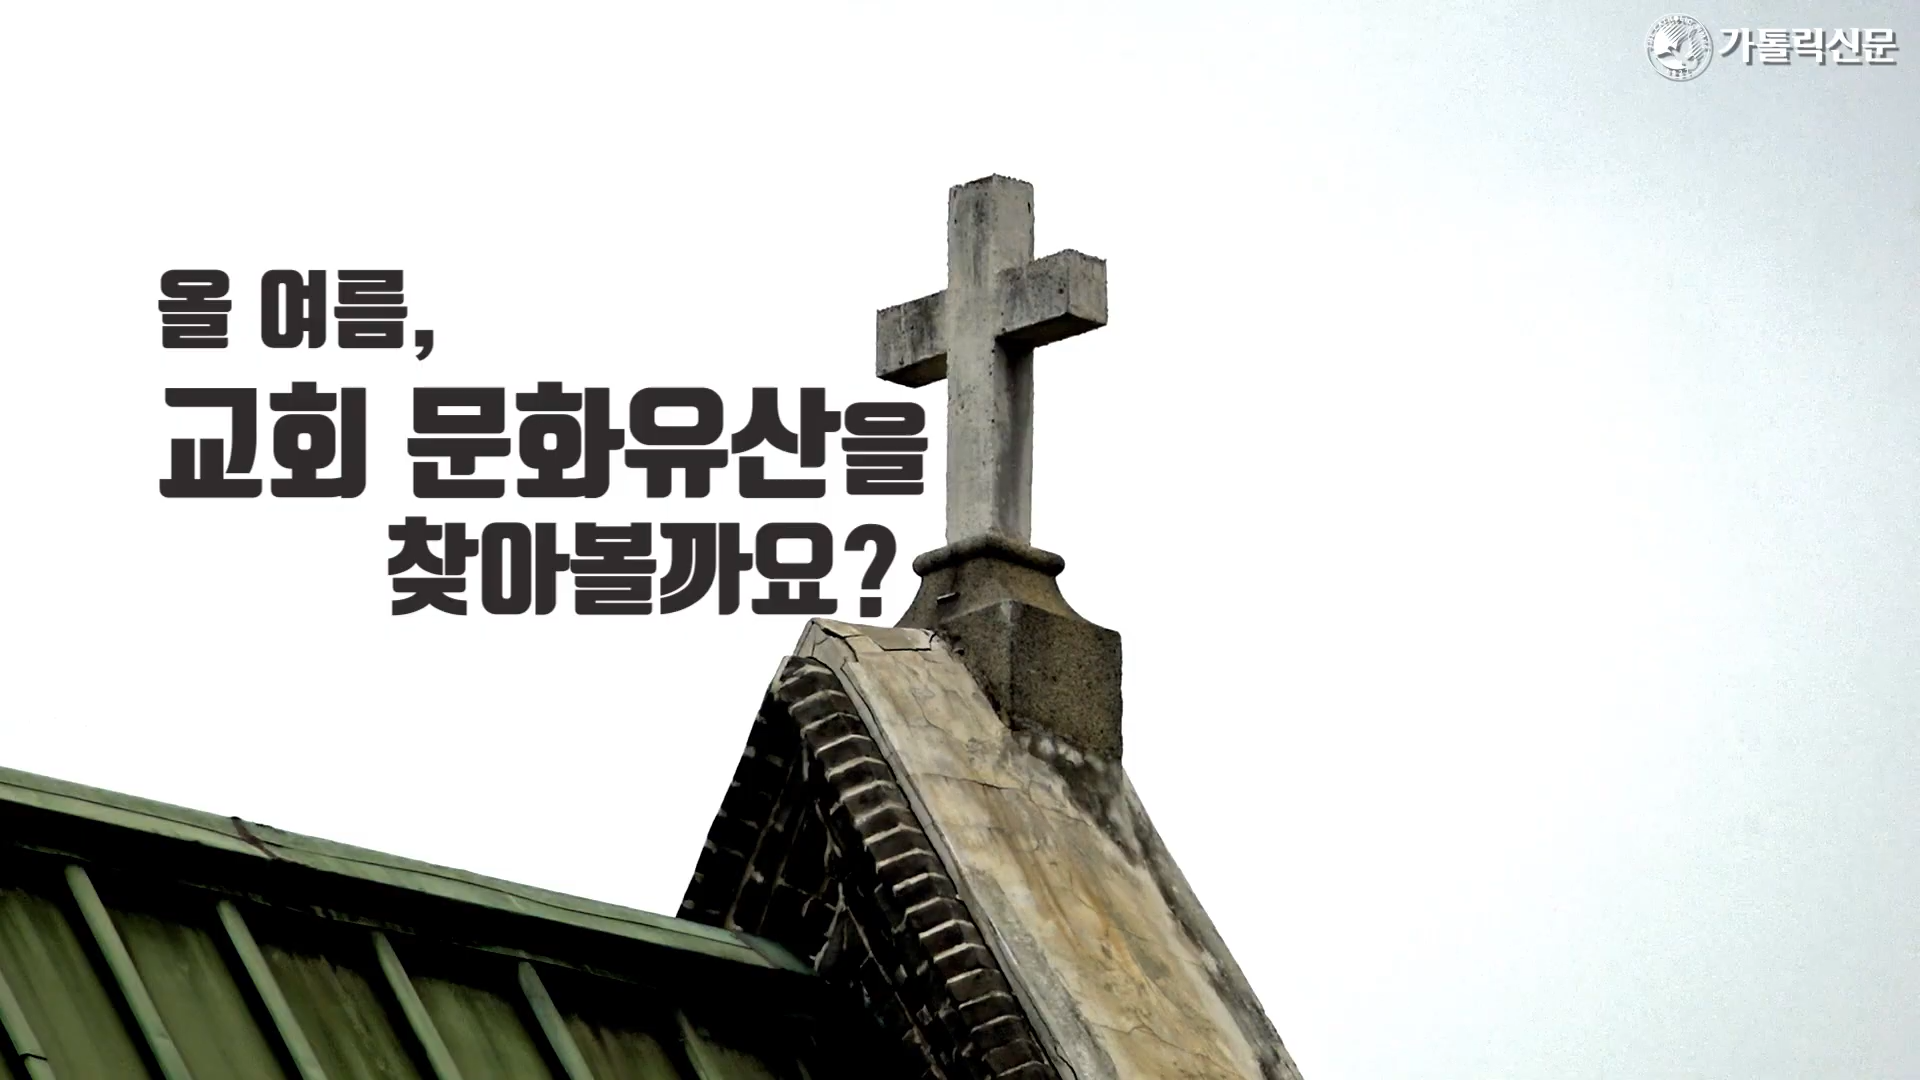 가톨릭신문
올 여름,
교회 문화유산을
찾아볼까요?